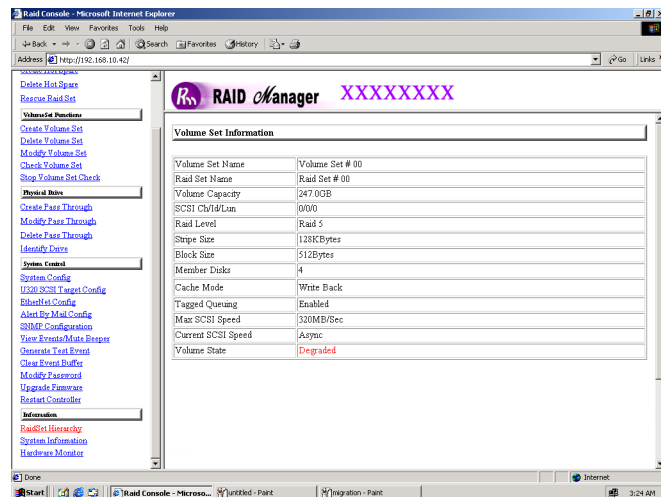 Raid Console - Microsoft Internet Explorer
File Edit View Favorites Tools Help
Back Search Favorites History
Address http://192.168.10.42/ Go Links
Create Hot Spare
Delete Hot Spare
Rescue Raid Set
VolumeSet Functions
Create Volume Set
Delete Volume Set
Modify Volume Set
Check Volume Set
Stop Volume Set Check
Physical Drive
Create Pass Through
Modify Pass Through
Delete Pass Through
Identify Drive
System Control
System Config
U320 SCSI Target Config
EtherNet Config
Alert By Mail Config
SNMP Configuration
View Events/Mute Beeper
Generate Test Event
Clear Event Buffer
Modify Password
Upgrade Firmware
Restart Controller
Information
RaidSet Hierarchy
System Information
Hardware Monitor
RM RAID Manager XXXXXXXX
Volume Set Information
Volume Set Name Volume Set # 00
Raid Set Name Raid Set # 00
Volume Capacity 247.0GB
SCSI Ch/Id/Lun 0/0/0
Raid Level Raid 5
Stripe Size 128KBytes
Block Size 512Bytes
Member Disks 4
Cache Mode Write Back
Tagged Queuing Enabled
Max SCSI Speed 320MB/Sec
Current SCSI Speed Async
Volume State Degraded
Done Internet
Start Raid Console - Microso... untitled - Paint migration - Paint 3:24 AM